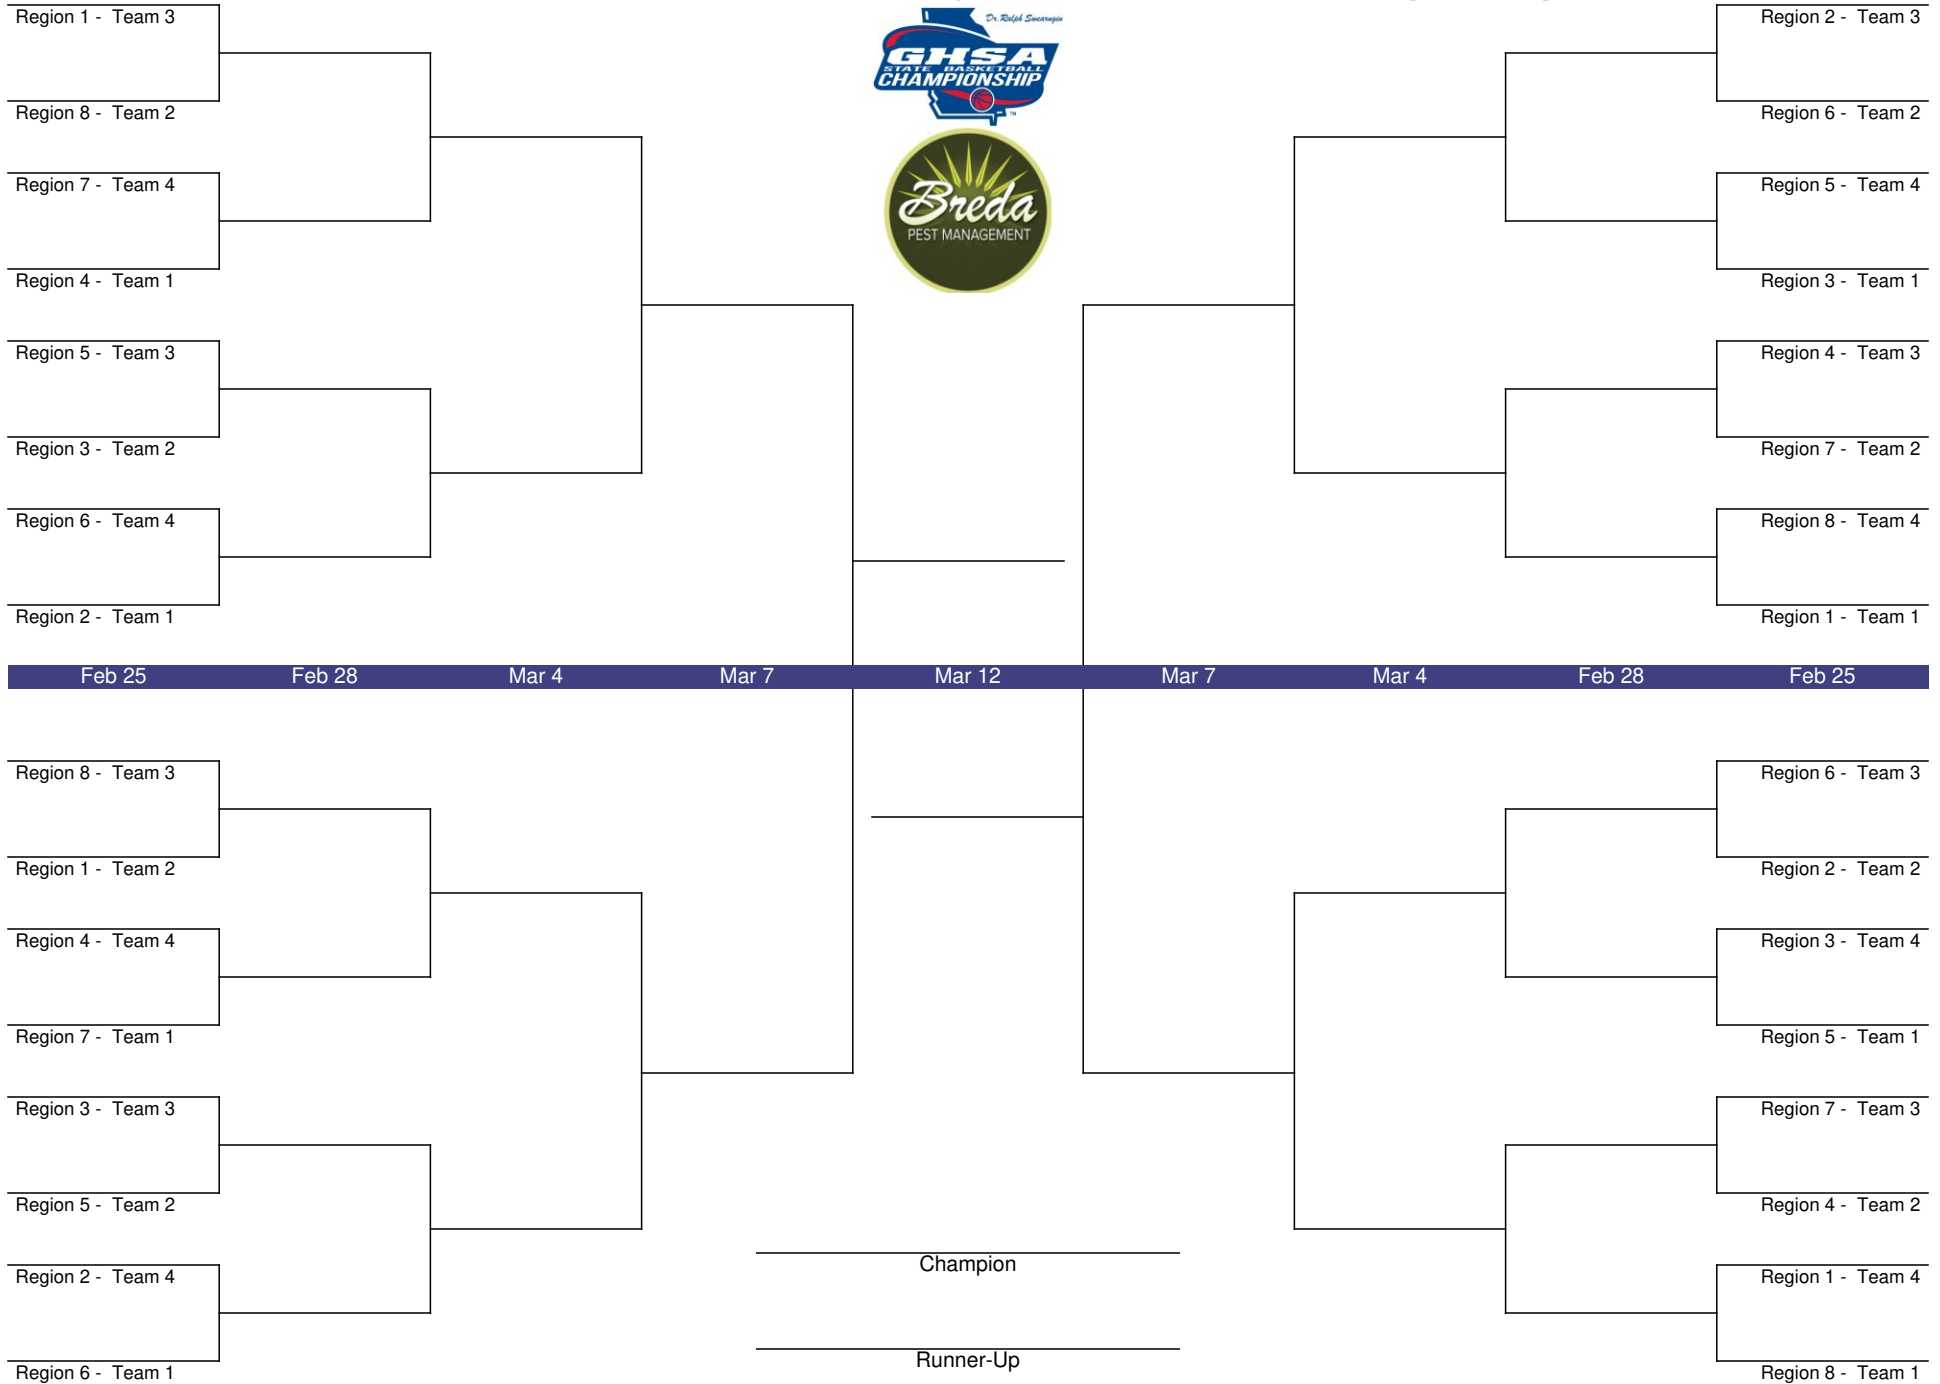 Region 1 - Team 3
Region 8 - Team 2
Region 7 - Team 4
Region 4 - Team 1
Region 5 - Team 3
Region 3 - Team 2
Region 6 - Team 4
Region 2 - Team 1
Dr. Ralph Swearngin
GHSA
STATE BASKETBALL
CHAMPIONSHIP
TM
Breda
PEST MANAGEMENT
Region 2 - Team 3
Region 6 - Team 2
Region 5 - Team 4
Region 3 - Team 1
Region 4 - Team 3
Region 7 - Team 2
Region 8 - Team 4
Region 1 - Team 1
Feb 25 Feb 28 Mar 4 Mar 7 Mar 12 Mar 7 Mar 4 Feb 28 Feb 25
Region 8 - Team 3
Region 1 - Team 2
Region 4 - Team 4
Region 7 - Team 1
Region 3 - Team 3
Region 5 - Team 2
Region 2 - Team 4
Region 6 - Team 1
Champion
Runner-Up
Region 6 - Team 3
Region 2 - Team 2
Region 3 - Team 4
Region 5 - Team 1
Region 7 - Team 3
Region 4 - Team 2
Region 1 - Team 4
Region 8 - Team 1